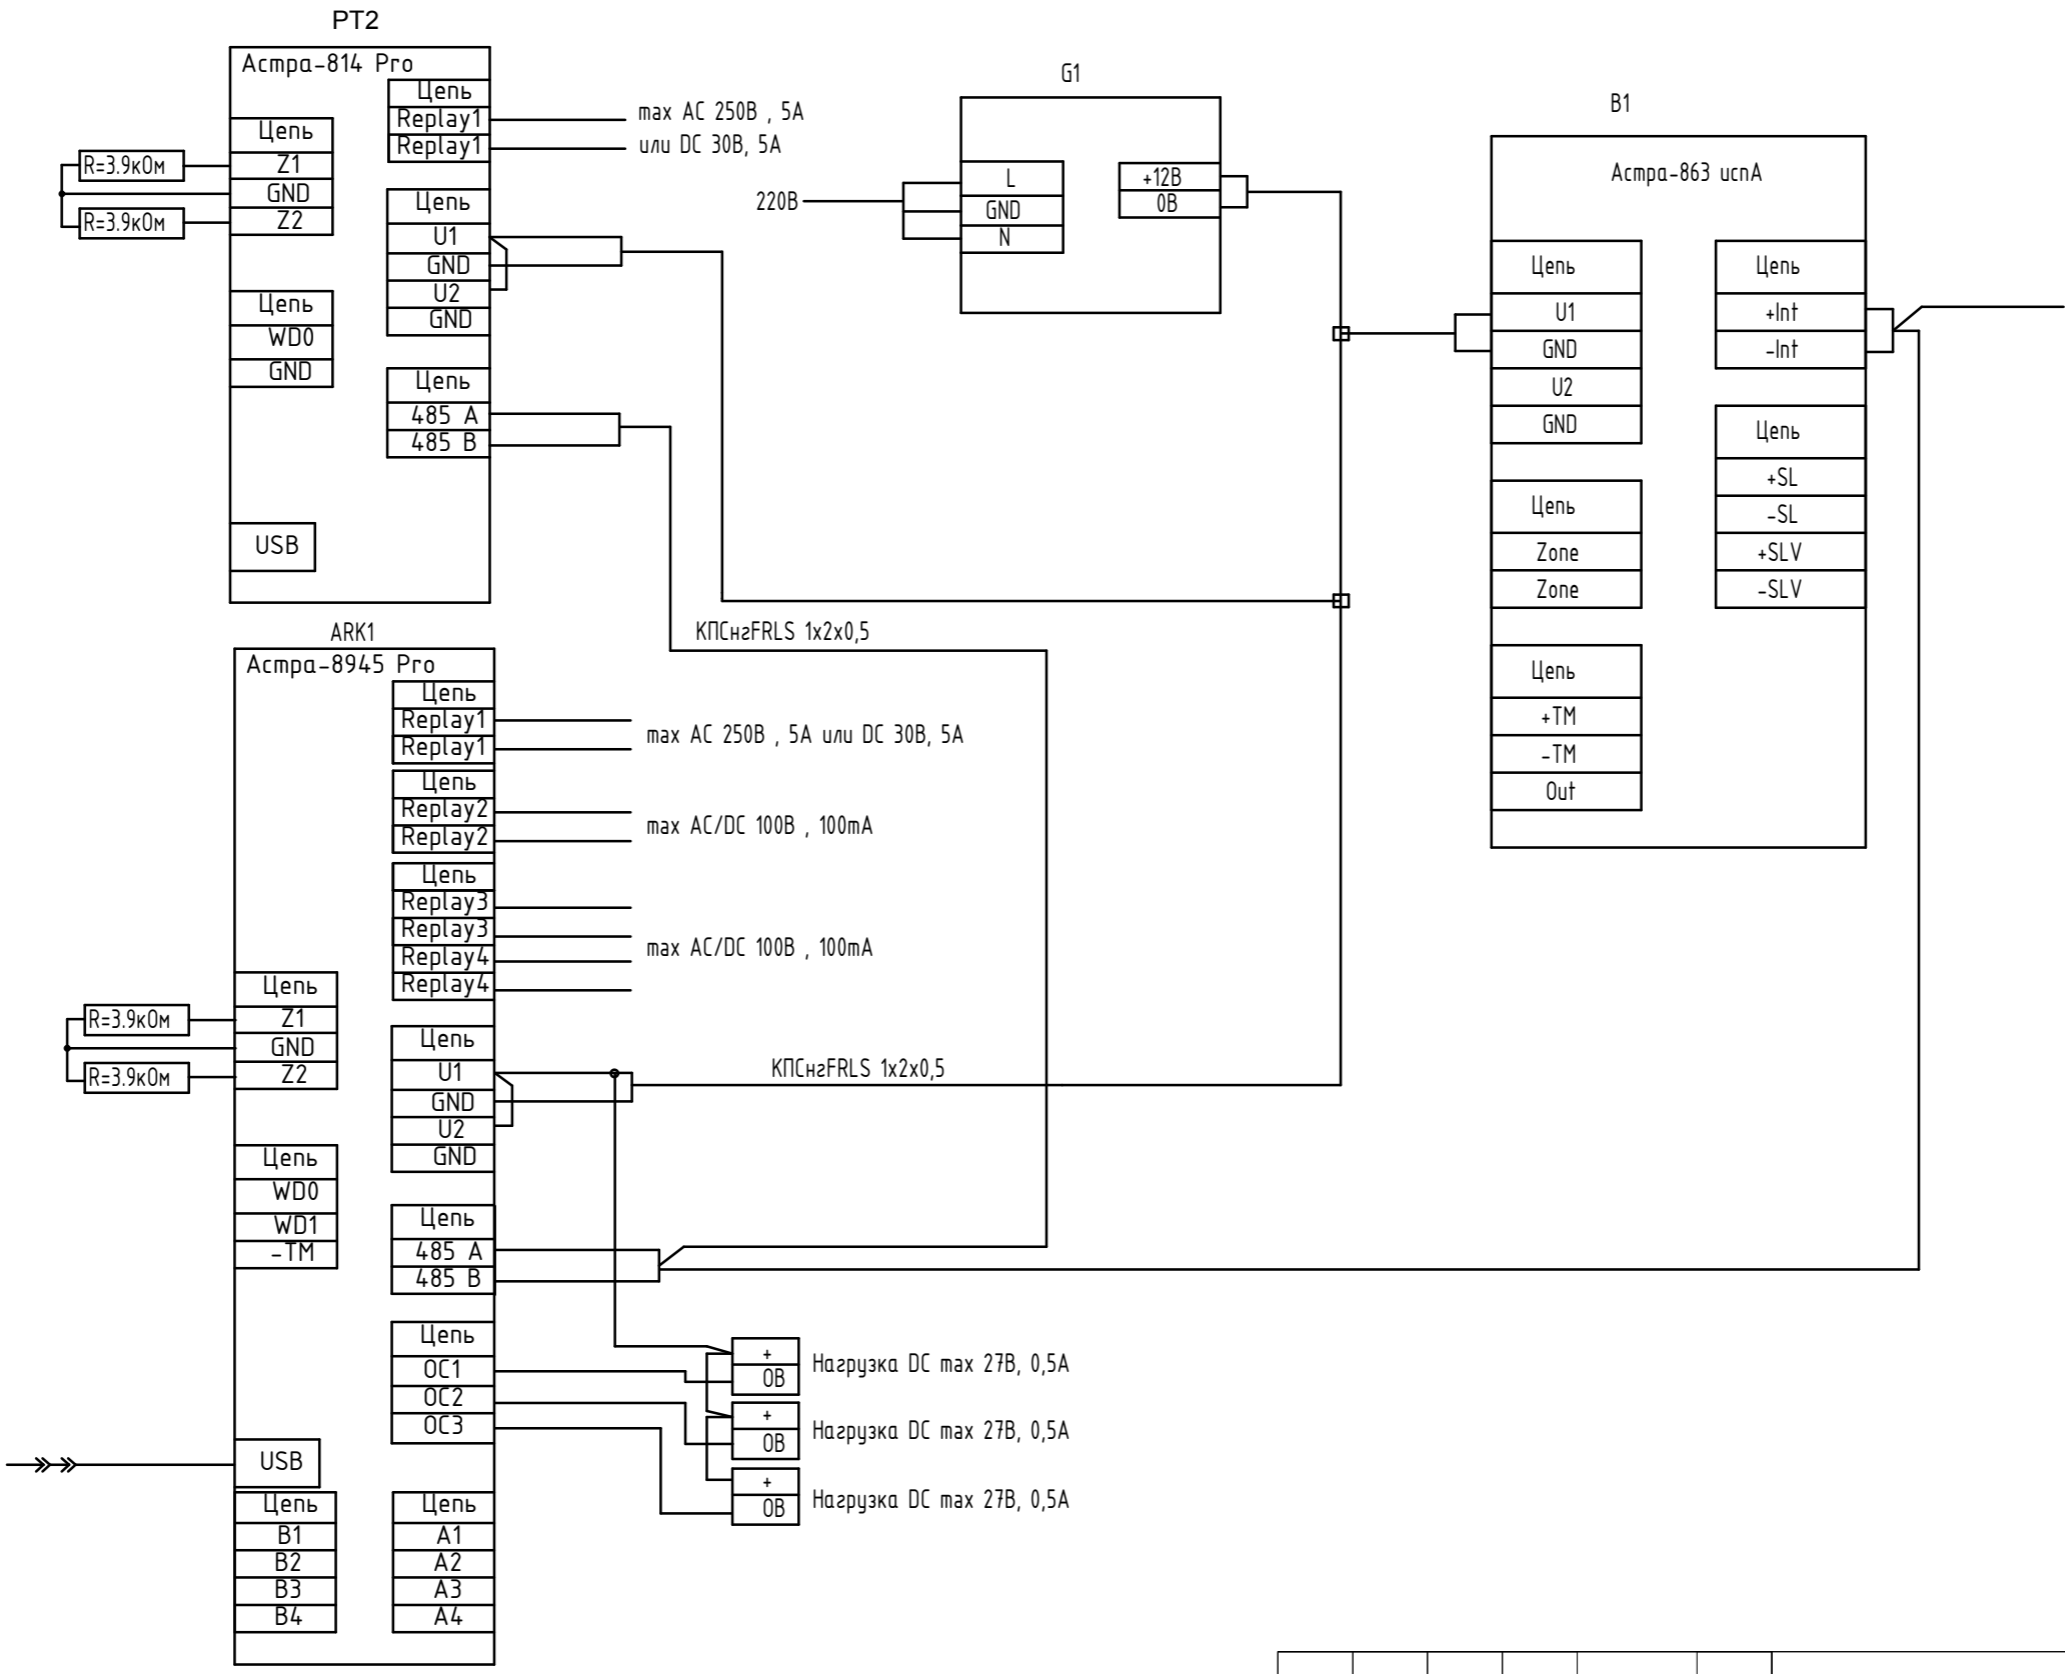 PT2
Астра-814 Pro
Цепь
Replay1
Replay1
max AC 250В , 5А
или DC 30В, 5А
Цепь
Z1
GND
Z2
R=3.9кОм
R=3.9кОм
Цепь
U1
GND
U2
GND
Цепь
WD0
GND
Цепь
485 A
485 B
USB
G1
220В
L
GND
N
+12В
0В
B1
Астра-863 испА
Цепь
U1
GND
U2
GND
Цепь
+Int
-Int
Цепь
+SL
-SL
+SLV
-SLV
Цепь
Zone
Zone
Цепь
+TM
-TM
Out
КПСнгFRLS 1х2х0,5
ARK1
Астра-8945 Pro
Цепь
Replay1
Replay1
max AC 250В , 5А или DC 30В, 5А
Цепь
Replay2
Replay2
max AC/DC 100В , 100mA
Цепь
Replay3
Replay3
Replay4
Replay4
max AC/DC 100В , 100mA
Цепь
Z1
GND
Z2
R=3.9кОм
R=3.9кОм
Цепь
U1
GND
U2
GND
КПСнгFRLS 1х2х0,5
Цепь
WD0
WD1
-TM
Цепь
485 A
485 B
Цепь
OC1
OC2
OC3
+
0В
Нагрузка DC max 27В, 0,5А
+
0В
Нагрузка DC max 27В, 0,5А
+
0В
Нагрузка DC max 27В, 0,5А
USB
Цепь
B1
B2
B3
B4
Цепь
A1
A2
A3
A4